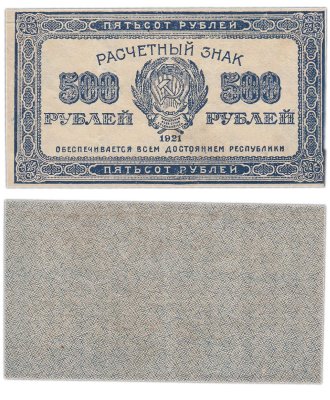 ПЯТЬСОТ РУБЛЕЙ
РАСЧЕТНЫЙ ЗНАК
500 500
РУБЛЕЙ РУБЛЕЙ
1921
ОБЕСПЕЧИВАЕТСЯ ВСЕМ ДОСТОЯНИЕМ РЕСПУБЛИКИ
ПЯТЬСОТ РУБЛЕЙ